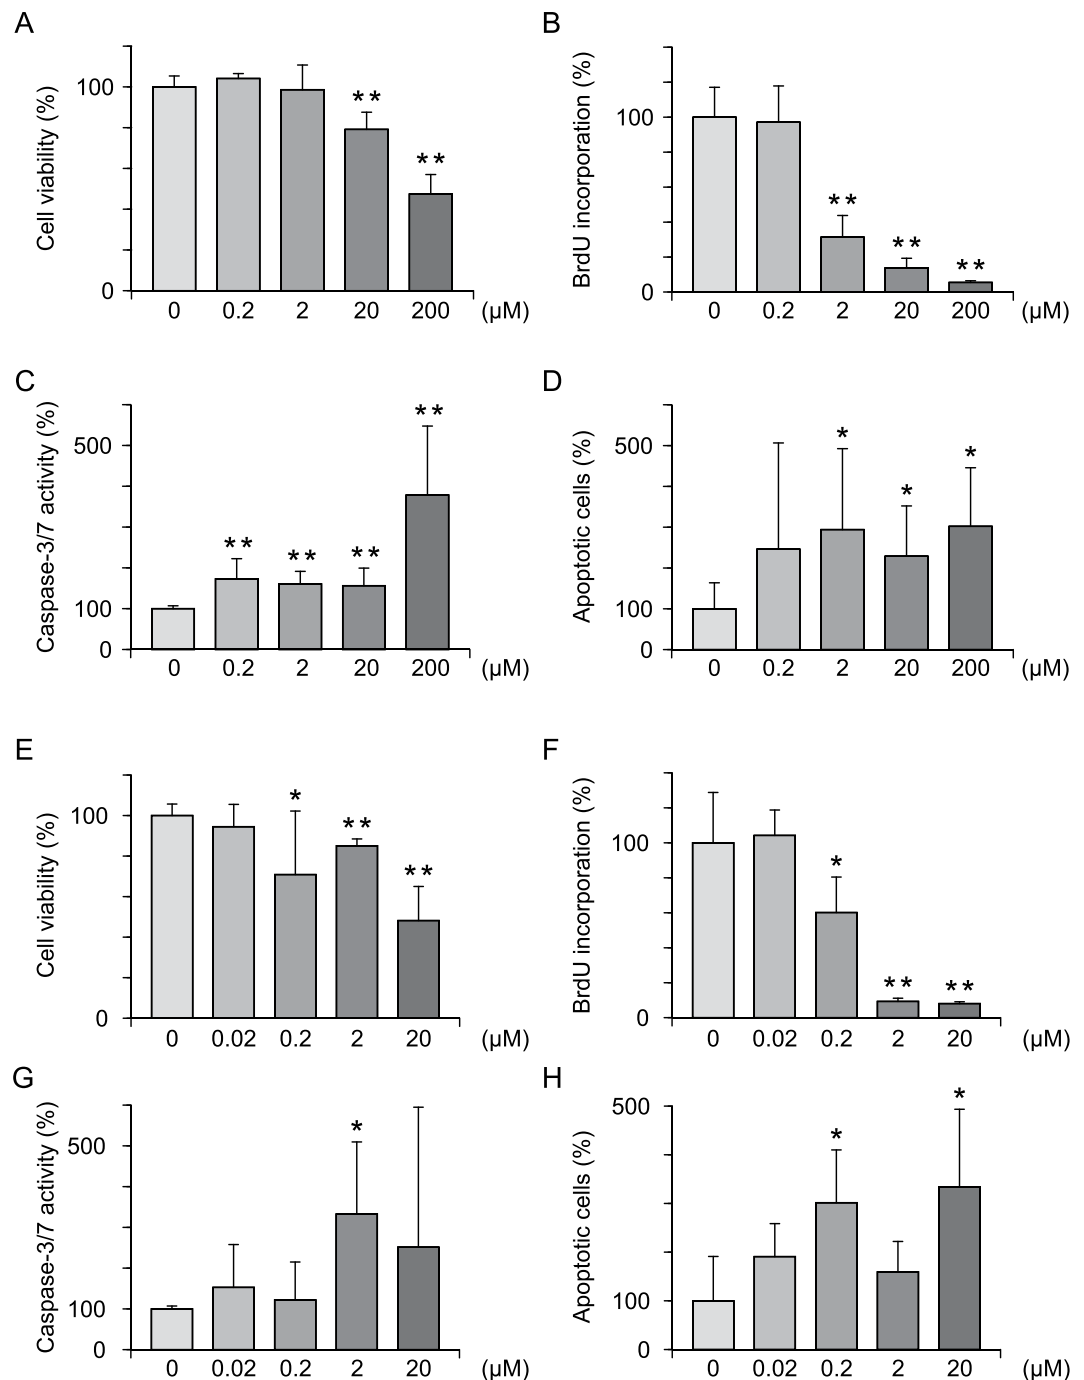 A
Cell viability (%)
100
0
**
**
0 0.2 2 20 200 (µM)
B
BrdU incorporation (%)
100
0
**
**
**
0 0.2 2 20 200 (µM)
C
Caspase-3/7 activity (%)
500
100
0
**
**
**
**
0 0.2 2 20 200 (µM)
D
Apoptotic cells (%)
500
100
0
*
*
*
0 0.2 2 20 200 (µM)
E
Cell viability (%)
100
0
*
**
**
0 0.02 0.2 2 20 (µM)
F
BrdU incorporation (%)
100
0
*
**
**
0 0.02 0.2 2 20 (µM)
G
Caspase-3/7 activity (%)
500
100
0
*
0 0.02 0.2 2 20 (µM)
H
Apoptotic cells (%)
500
100
0
*
*
0 0.02 0.2 2 20 (µM)